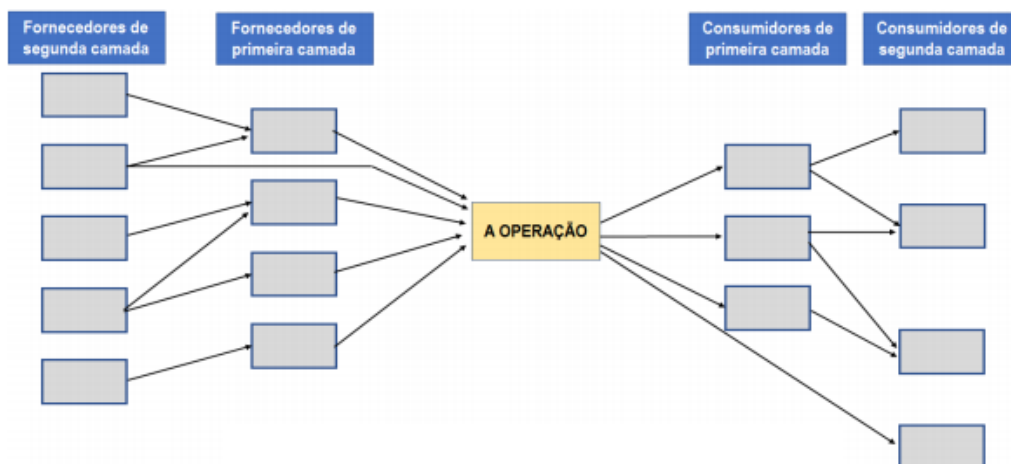 Fornecedores de
segunda camada
Fornecedores de
primeira camada
Consumidores de
primeira camada
Consumidores de
segunda camada
A OPERAÇÃO